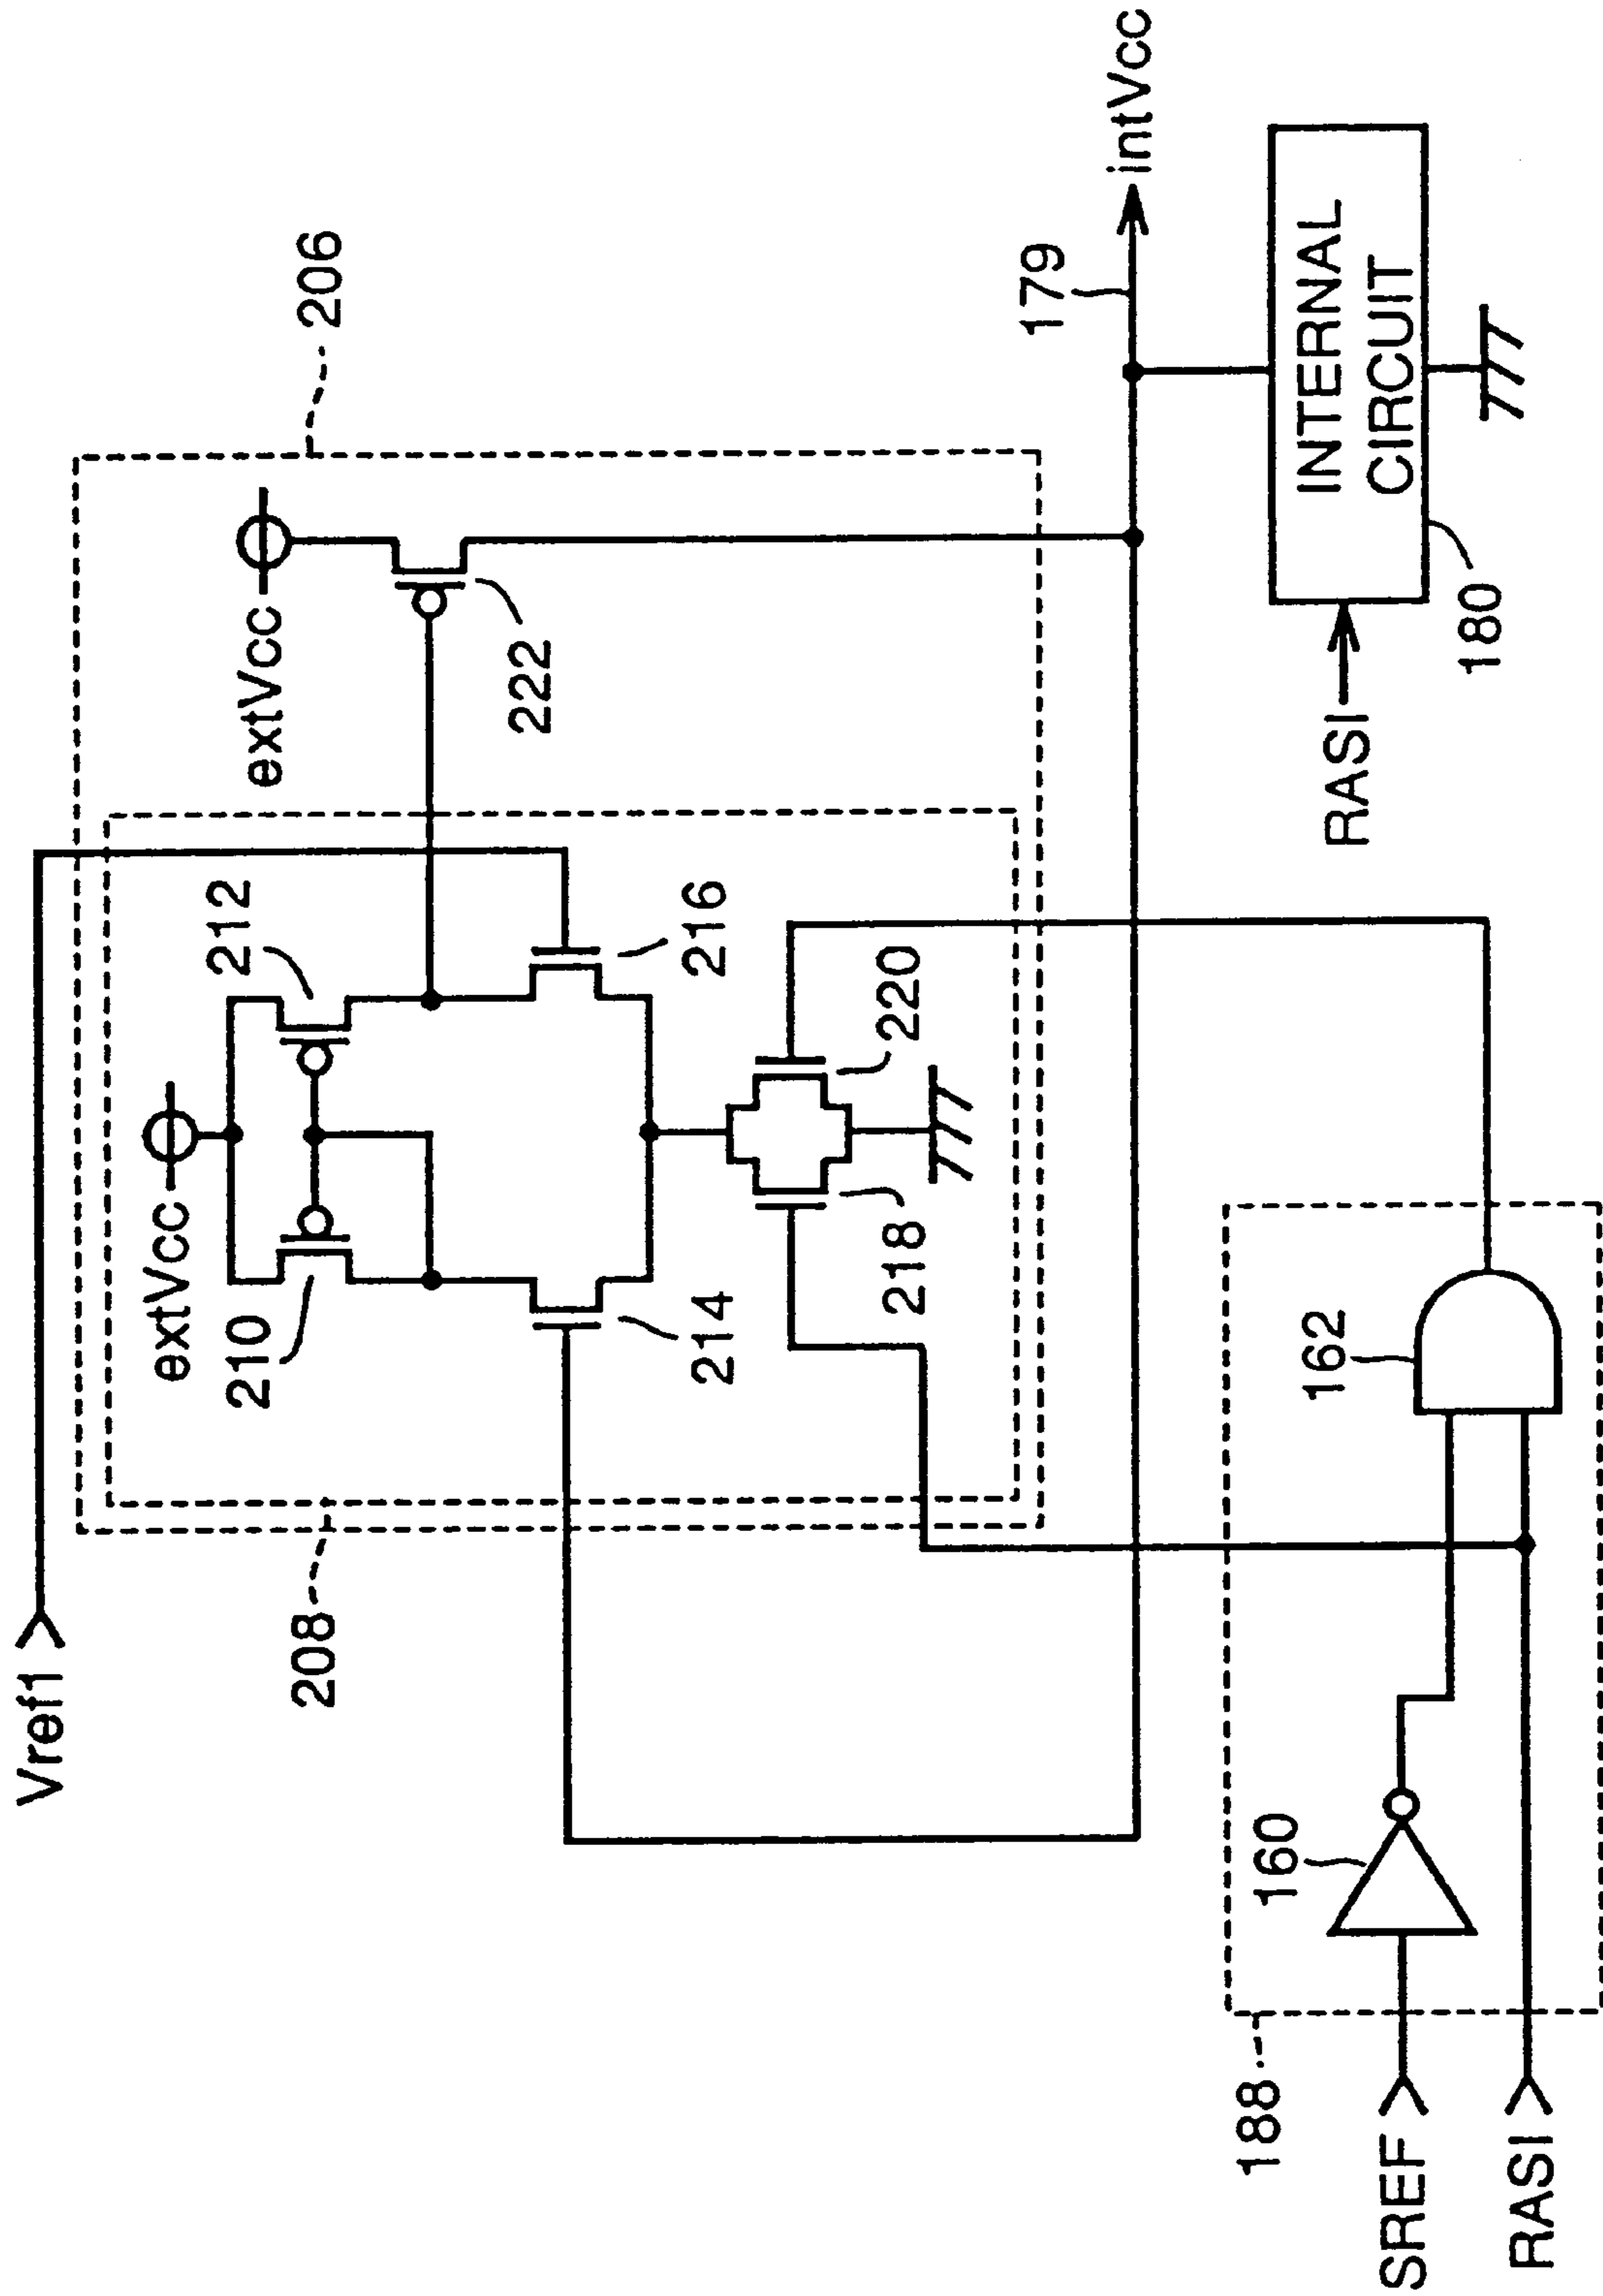 Vref1
206
extVcc
extVcc
212
210
208
222
216
214
220
218
179
intVcc
INTERNAL
CIRCUIT
RASI
180
188
160
162
SREF
RASI